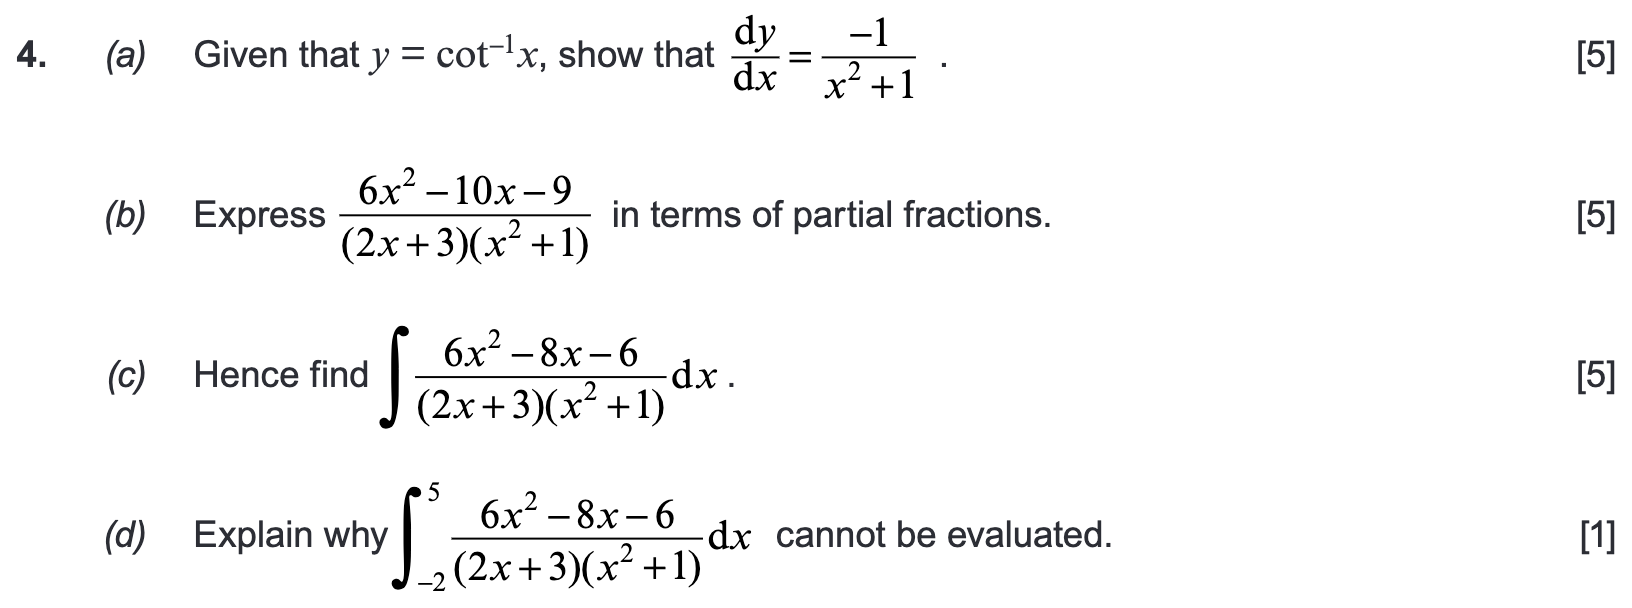 4. (a) Given that y = cot⁻¹x, show that dy/dx = −1/(x² + 1) . [5]
(b) Express (6x² − 10x − 9)/((2x + 3)(x² + 1)) in terms of partial fractions. [5]
(c) Hence find ∫ (6x² − 8x − 6)/((2x + 3)(x² + 1)) dx . [5]
(d) Explain why ∫₋₂⁵ (6x² − 8x − 6)/((2x + 3)(x² + 1)) dx cannot be evaluated. [1]